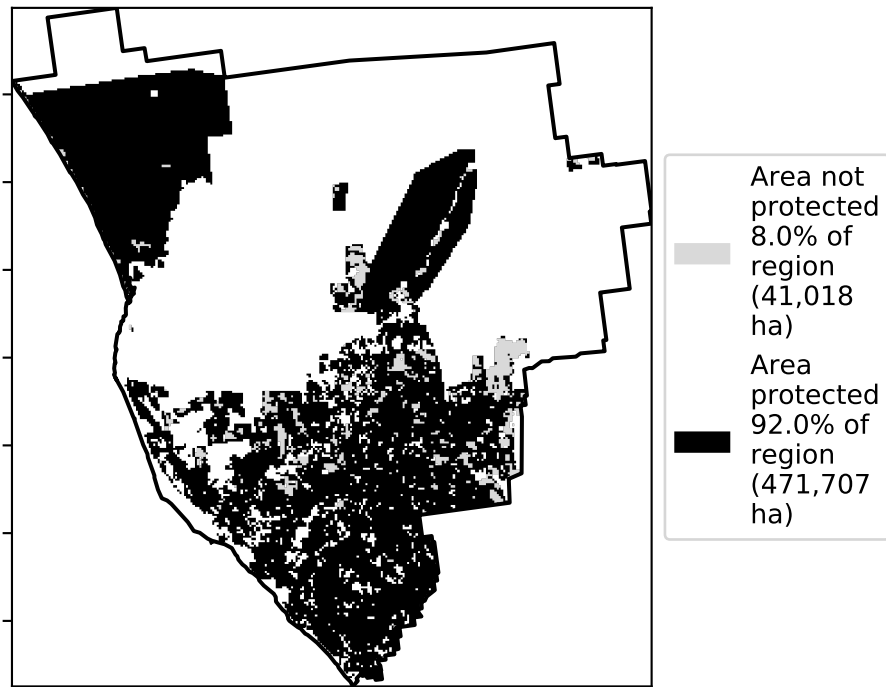 Area not
protected
8.0% of
region
(41,018
ha)
Area
protected
92.0% of
region
(471,707
ha)